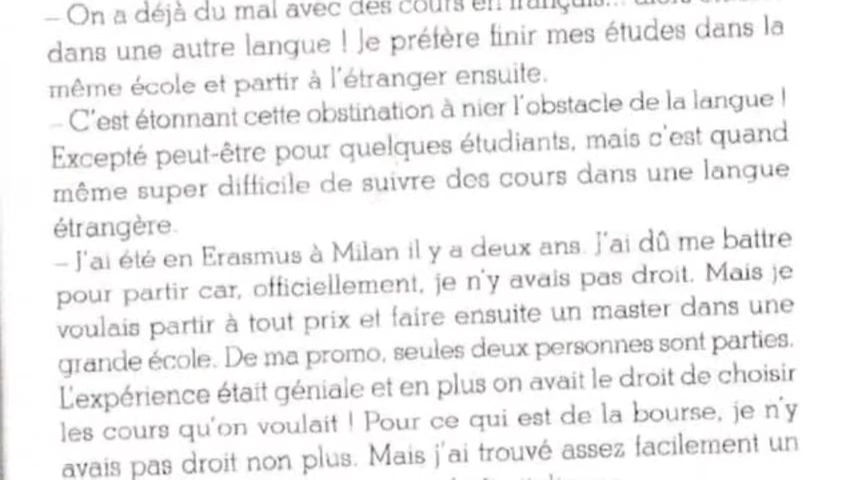 – On a déjà du mal avec des cours en français... alors
dans une autre langue ! Je préfère finir mes études dans la
même école et partir à l'étranger ensuite.
– C'est étonnant cette obstination à nier l'obstacle de la langue !
Excepté peut-être pour quelques étudiants, mais c'est quand
même super difficile de suivre des cours dans une langue
étrangère.
– J'ai été en Erasmus à Milan il y a deux ans. J'ai dû me battre
pour partir car, officiellement, je n'y avais pas droit. Mais je
voulais partir à tout prix et faire ensuite un master dans une
grande école. De ma promo, seules deux personnes sont parties.
L'expérience était géniale et en plus on avait le droit de choisir
les cours qu'on voulait ! Pour ce qui est de la bourse, je n'y
avais pas droit non plus. Mais j'ai trouvé assez facilement un